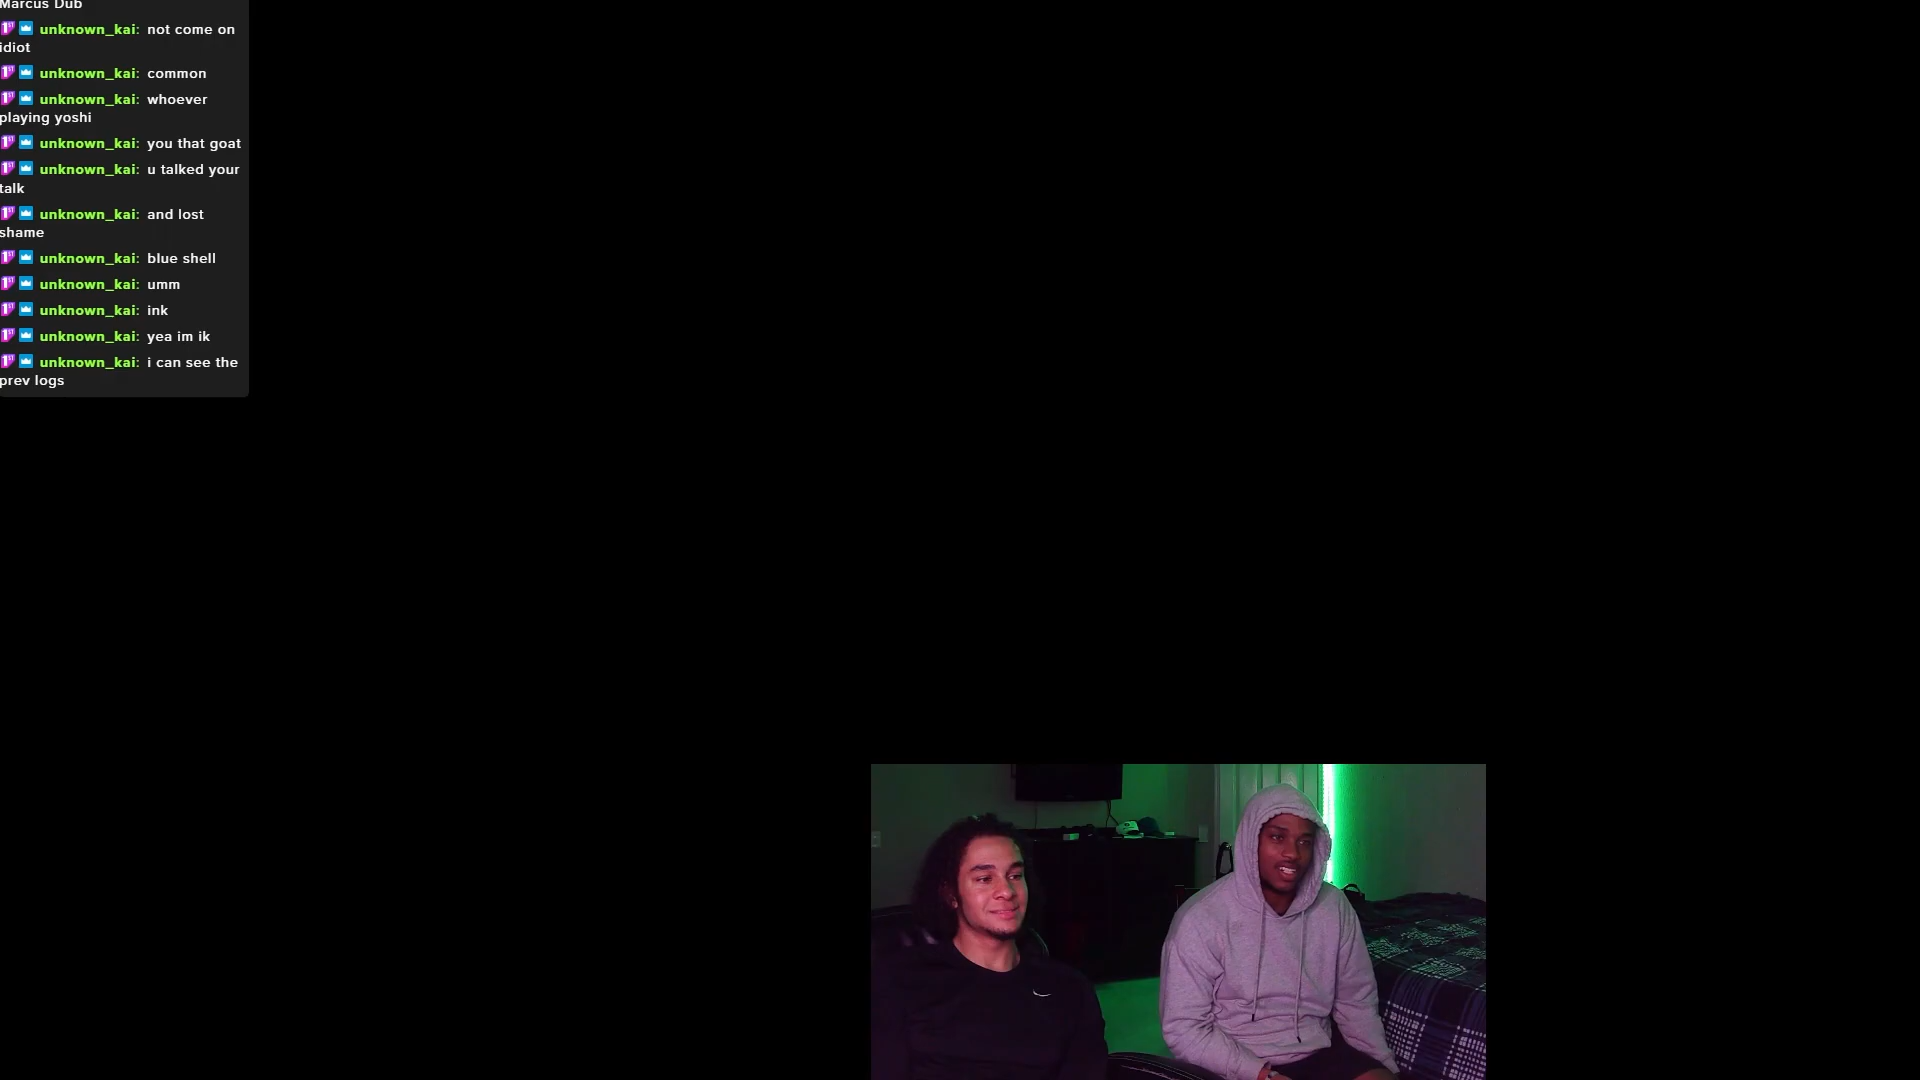 Marcus Dub
unknown_kai: not come on
idiot
unknown_kai: common
unknown_kai: whoever
playing yoshi
unknown_kai: you that goat
unknown_kai: u talked your
talk
unknown_kai: and lost
shame
unknown_kai: blue shell
unknown_kai: umm
unknown_kai: ink
unknown_kai: yea im ik
unknown_kai: i can see the
prev logs